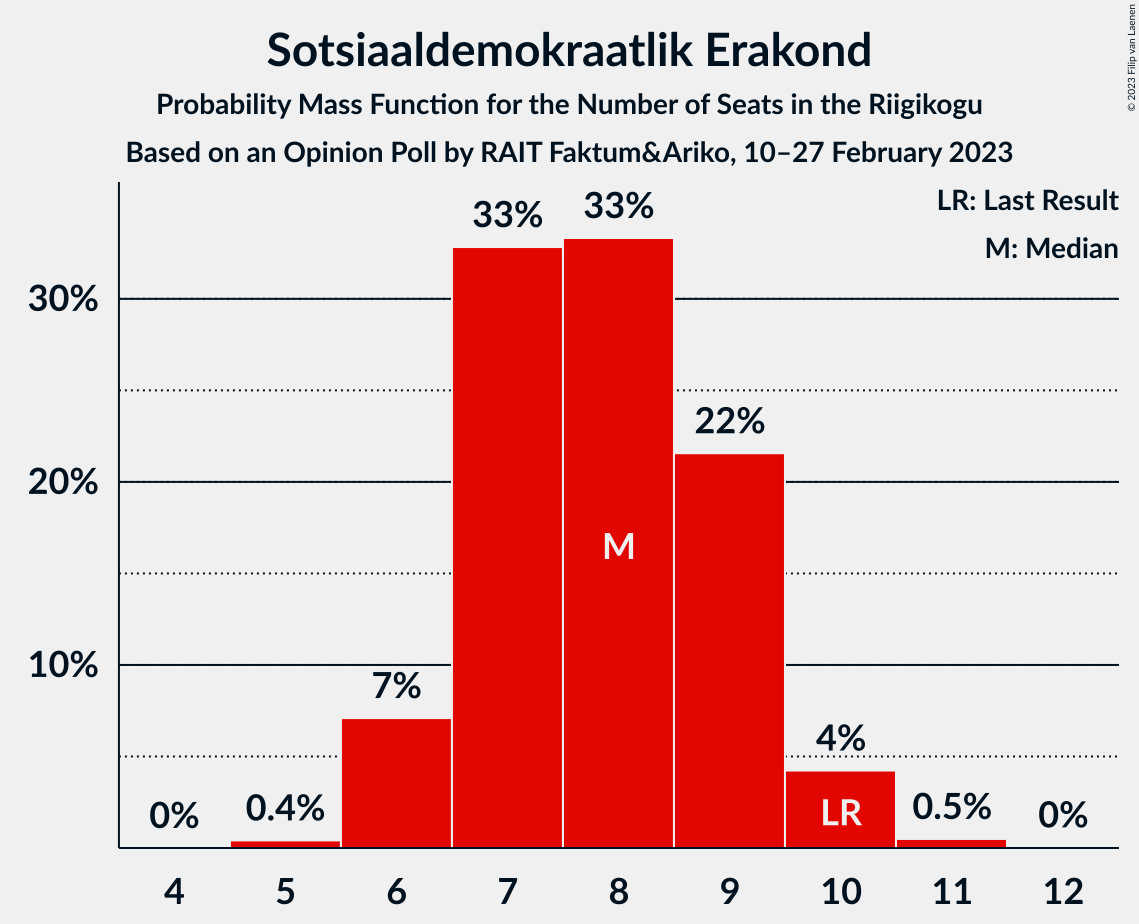 Sotsiaaldemokraatlik Erakond
Probability Mass Function for the Number of Seats in the Riigikogu
Based on an Opinion Poll by RAIT Faktum&Ariko, 10–27 February 2023
© 2023 Filip van Laenen
LR: Last Result
M: Median
33%
33%
30%
22%
20%
M
10%
7%
4%
LR
0%
0.4%
0.5%
0%
4 5 6 7 8 9 10 11 12